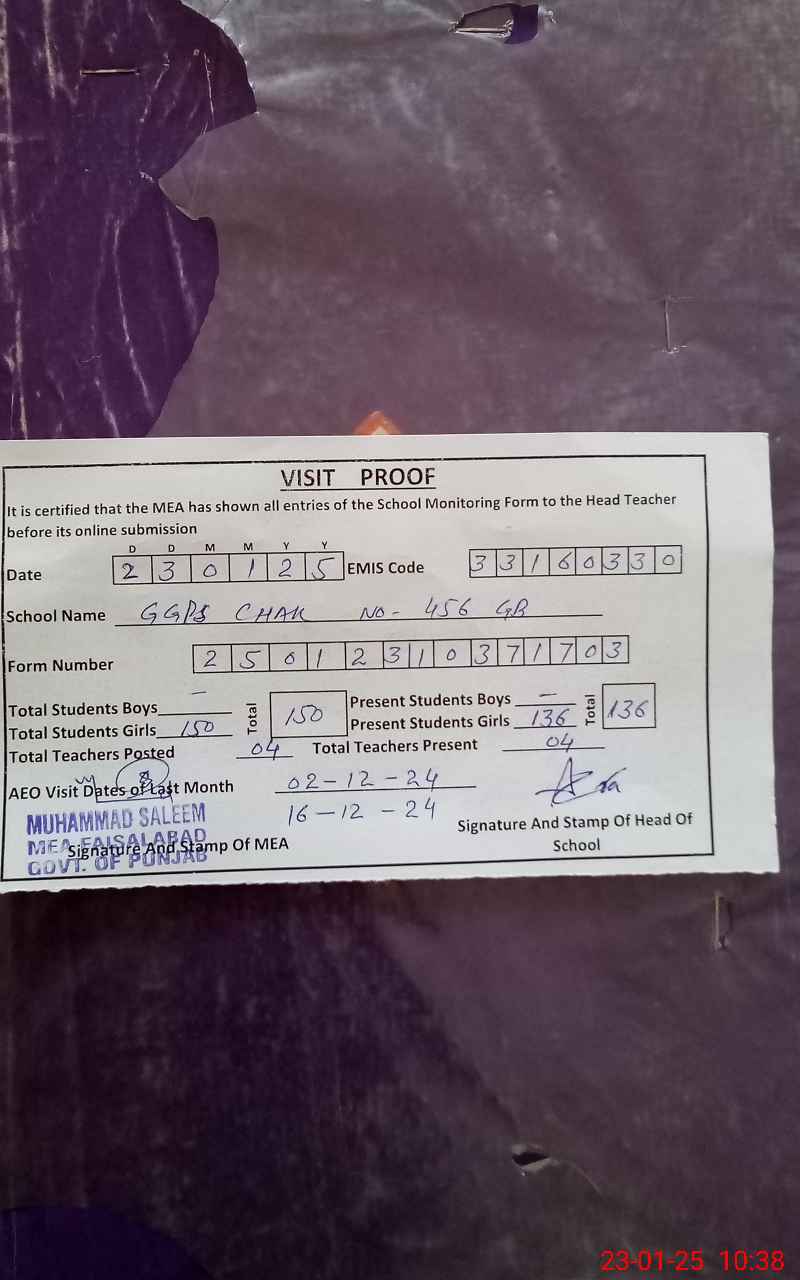 VISIT PROOF
It is certified that the MEA has shown all entries of the School Monitoring Form to the Head Teacher
before its online submission
D D M M Y Y
Date 2 3 0 1 2 5 EMIS Code 3 3 1 6 0 3 3 0
School Name GGPS CHAK NO- 456 GB
Form Number 2 5 0 1 2 3 1 0 3 7 1 7 0 3
Total Students Boys — Present Students Boys —
Total Students Girls 150 Total 150 Present Students Girls 136 Total 136
Total Teachers Posted 04 Total Teachers Present 04
AEO Visit Dates of Last Month 02-12-24
16-12-24
MUHAMMAD SALEEM
MEA FAISALABAD
GOVT. OF PUNJAB
Signature And Stamp Of MEA
Signature And Stamp Of Head Of
School
23-01-25 10:38